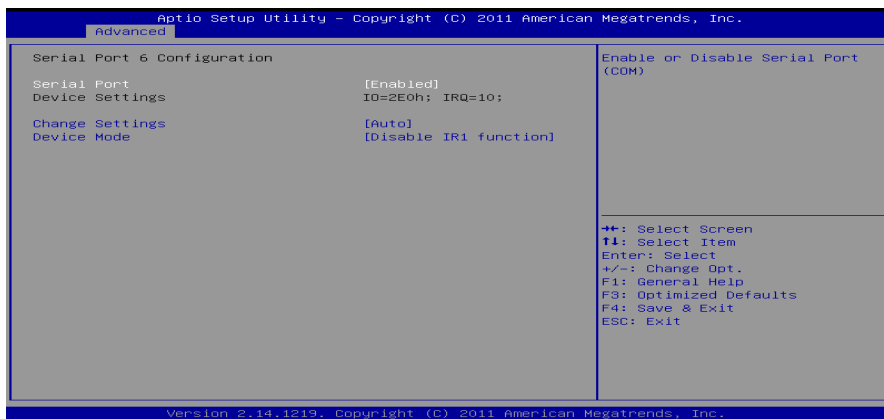 Aptio Setup Utility – Copyright (C) 2011 American Megatrends, Inc.
Advanced
Serial Port 6 Configuration
Serial Port [Enabled]
Device Settings IO=2E0h; IRQ=10;
Change Settings [Auto]
Device Mode [Disable IR1 function]
Enable or Disable Serial Port
(COM)
→←: Select Screen
↑↓: Select Item
Enter: Select
+/-: Change Opt.
F1: General Help
F3: Optimized Defaults
F4: Save & Exit
ESC: Exit
Version 2.14.1219. Copyright (C) 2011 American Megatrends, Inc.